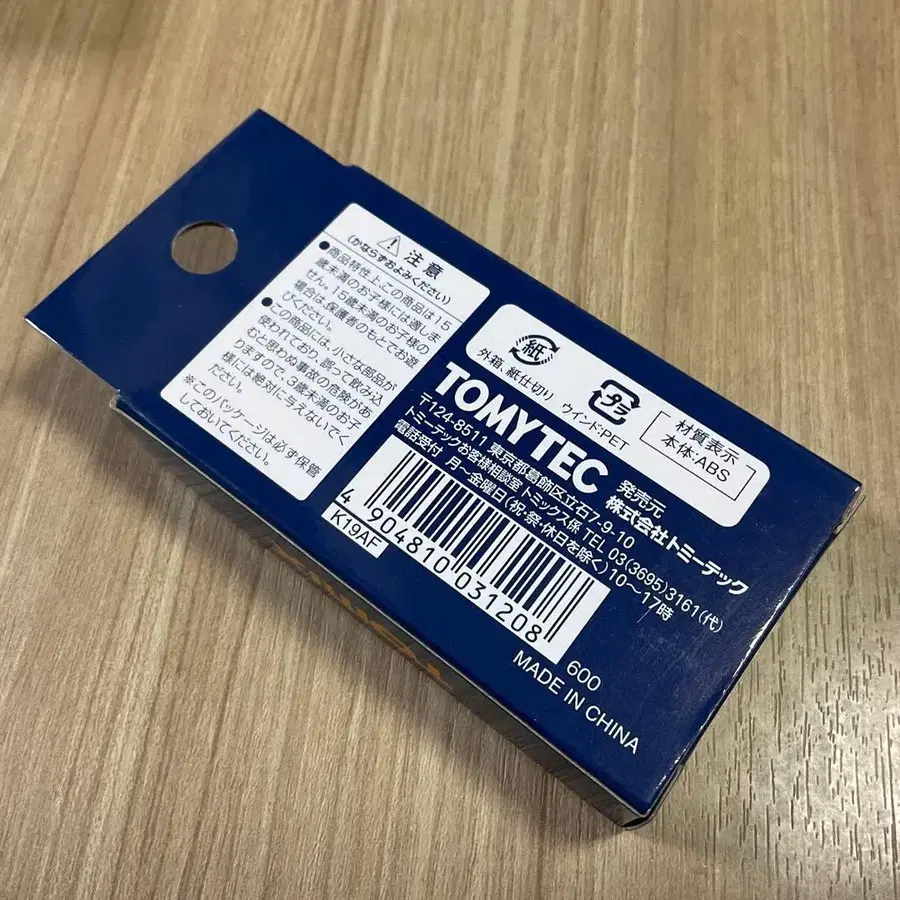 注意
(かならずおよみください)
●商品特性上、この商品は15
歳未満のお子様には適しま
せん。15歳未満のお子様の
場合は、保護者のもとでお遊
びください。
●この商品には、小さな部品が
使われており、誤って飲み込
むと思わぬ事故の危険があ
りますので、3歳未満のお子
様には絶対に与えないでく
ださい。
※このパッケージは必ず保管
しておいてください。
紙
外箱、紙仕切り
プラ
ウインド:PET
材質表示
本体:ABS
TOMYTEC
発売元
株式会社トミーテック
〒124-8511 東京都葛飾区立石7-9-10
トミーテックお客様相談室 トミックス係 TEL 03(3695)3161(代)
電話受付 月〜金曜日(祝・祭・休日を除く)10〜17時
4 904810 031208
K19AF
600
MADE IN CHINA